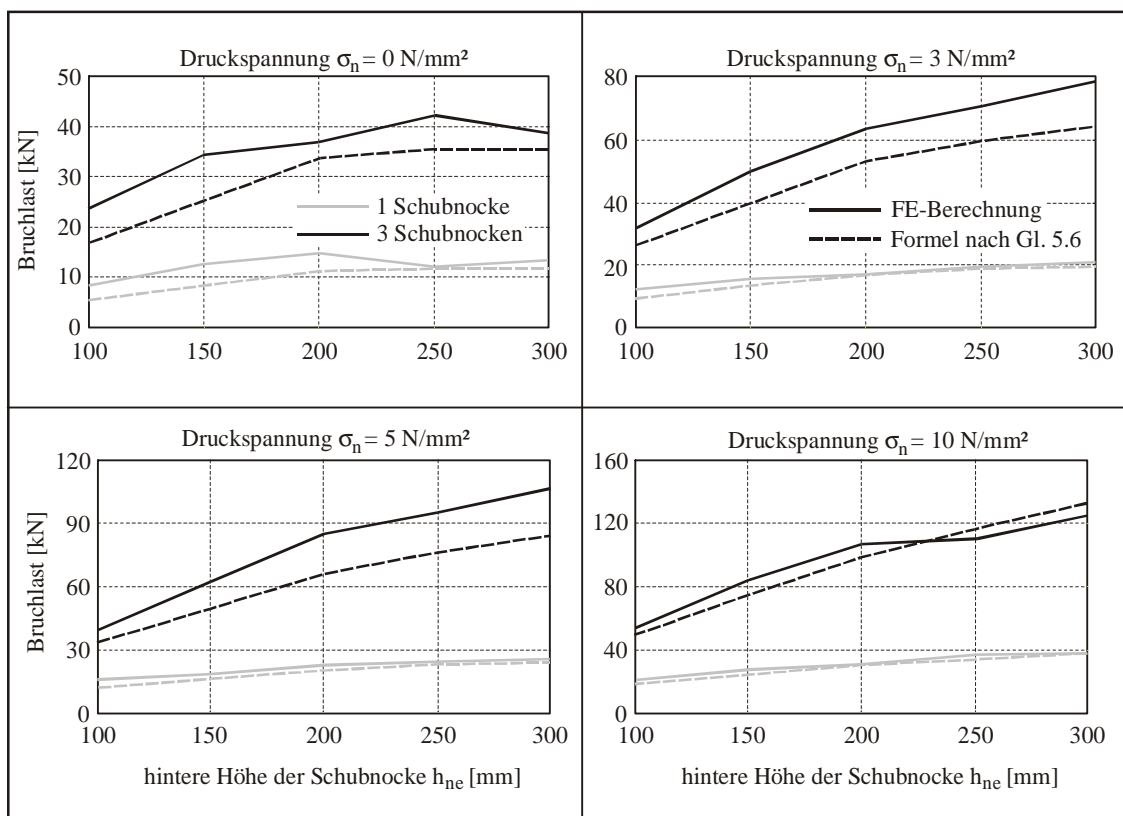 Druckspannung σn = 0 N/mm²
50
40
30
20
10
0
Bruchlast [kN]
1 Schubnocke
3 Schubnocken
100 150 200 250 300
Druckspannung σn = 3 N/mm²
80
60
40
20
0
FE-Berechnung
Formel nach Gl. 5.6
100 150 200 250 300
Druckspannung σn = 5 N/mm²
120
90
60
30
0
Bruchlast [kN]
100 150 200 250 300
hintere Höhe der Schubnocke hne [mm]
Druckspannung σn = 10 N/mm²
160
120
80
40
0
100 150 200 250 300
hintere Höhe der Schubnocke hne [mm]